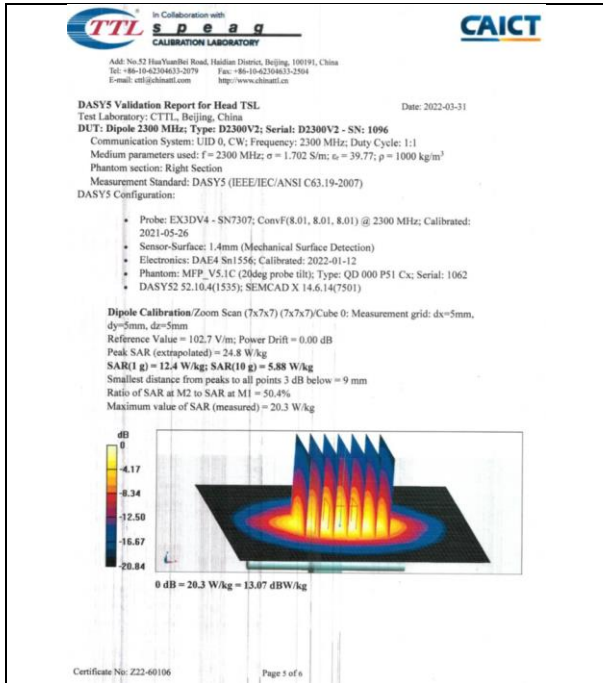 In Collaboration with
TTL speag CAICT
CALIBRATION LABORATORY
Add: No.52 HuaYuanBei Road, Haidian District, Beijing, 100191, China
Tel: +86-10-62304633-2079 Fax: +86-10-62304633-2504
E-mail: cttl@chinattl.com http://www.chinattl.cn
DASY5 Validation Report for Head TSL Date: 2022-03-31
Test Laboratory: CTTL, Beijing, China
DUT: Dipole 2300 MHz; Type: D2300V2; Serial: D2300V2 - SN: 1096
Communication System: UID 0, CW; Frequency: 2300 MHz; Duty Cycle: 1:1
Medium parameters used: f = 2300 MHz; σ = 1.702 S/m; εr = 39.77; ρ = 1000 kg/m³
Phantom section: Right Section
Measurement Standard: DASY5 (IEEE/IEC/ANSI C63.19-2007)
DASY5 Configuration:
• Probe: EX3DV4 - SN7307; ConvF(8.01, 8.01, 8.01) @ 2300 MHz; Calibrated:
2021-05-26
• Sensor-Surface: 1.4mm (Mechanical Surface Detection)
• Electronics: DAE4 Sn1556; Calibrated: 2022-01-12
• Phantom: MFP_V5.1C (20deg probe tilt); Type: QD 000 P51 Cx; Serial: 1062
• DASY52 52.10.4(1535); SEMCAD X 14.6.14(7501)
Dipole Calibration/Zoom Scan (7x7x7) (7x7x7)/Cube 0: Measurement grid: dx=5mm,
dy=5mm, dz=5mm
Reference Value = 102.7 V/m; Power Drift = 0.00 dB
Peak SAR (extrapolated) = 24.8 W/kg
SAR(1 g) = 12.4 W/kg; SAR(10 g) = 5.88 W/kg
Smallest distance from peaks to all points 3 dB below = 9 mm
Ratio of SAR at M2 to SAR at M1 = 50.4%
Maximum value of SAR (measured) = 20.3 W/kg
dB
0
-4.17
-8.34
-12.50
-16.67
-20.84
0 dB = 20.3 W/kg = 13.07 dBW/kg
Certificate No: Z22-60106 Page 5 of 6